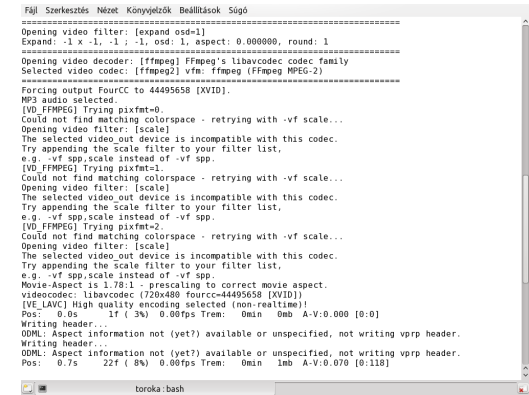 Fájl Szerkesztés Nézet Könyvjelzők Beállítások Súgó
==========================================================================
Opening video filter: [expand osd=1]
Expand: -1 x -1, -1 ; -1, osd: 1, aspect: 0.000000, round: 1
==========================================================================
Opening video decoder: [ffmpeg] FFmpeg's libavcodec codec family
Selected video codec: [ffmpeg2] vfm: ffmpeg (FFmpeg MPEG-2)
==========================================================================
Forcing output FourCC to 44495658 [XVID].
MP3 audio selected.
[VD_FFMPEG] Trying pixfmt=0.
Could not find matching colorspace - retrying with -vf scale...
Opening video filter: [scale]
The selected video_out device is incompatible with this codec.
Try appending the scale filter to your filter list,
e.g. -vf spp,scale instead of -vf spp.
[VD_FFMPEG] Trying pixfmt=1.
Could not find matching colorspace - retrying with -vf scale...
Opening video filter: [scale]
The selected video_out device is incompatible with this codec.
Try appending the scale filter to your filter list,
e.g. -vf spp,scale instead of -vf spp.
[VD_FFMPEG] Trying pixfmt=2.
Could not find matching colorspace - retrying with -vf scale...
Opening video filter: [scale]
The selected video_out device is incompatible with this codec.
Try appending the scale filter to your filter list,
e.g. -vf spp,scale instead of -vf spp.
Movie-Aspect is 1.78:1 - prescaling to correct movie aspect.
videocodec: libavcodec (720x480 fourcc=44495658 [XVID])
[VE_LAVC] High quality encoding selected (non-realtime)!
Pos:   0.0s      1f ( 3%)  0.00fps Trem:   0min   0mb  A-V:0.000 [0:0]
Writing header...
ODML: Aspect information not (yet?) available or unspecified, not writing vprp header.
Writing header...
ODML: Aspect information not (yet?) available or unspecified, not writing vprp header.
Pos:   0.7s     22f ( 8%)  0.00fps Trem:   0min   1mb  A-V:0.070 [0:118]
toroka : bash